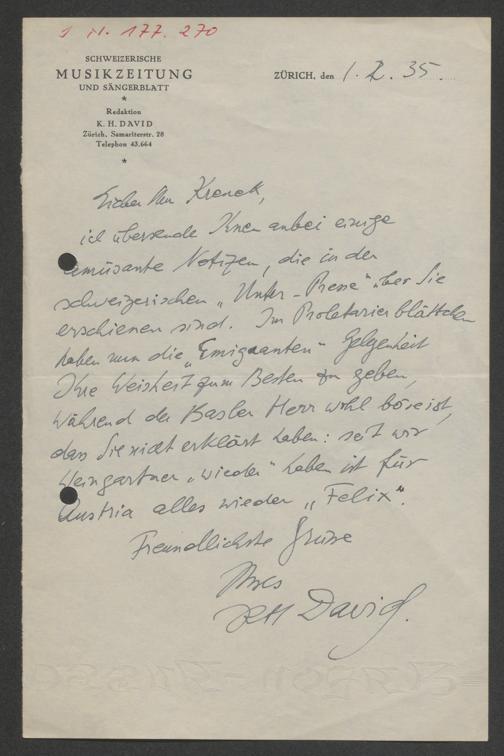 J. N. 177.270
SCHWEIZERISCHE
MUSIKZEITUNG
UND SÄNGERBLATT
*
Redaktion
K. H. DAVID
Zürich, Samariterstr. 28
Telephon 43.664
*
ZÜRICH, den 1. 2. 35.
Lieber Herr Krenek,
ich übersende Ihnen anbei einige
amüsante Notizen, die in der
schweizerischen „Unter-Presse" über Sie
erschienen sind. Im Proletarierblättchen
haben nun die „Emigranten" Gelgenheit
Ihre Weisheit zum Besten zu geben,
während der Basler Herr wohl böse ist,
dass Sie nicht erklärt haben: seit wir
Weingartner „wieder" haben ist für
Austria alles wieder „Felix".
Freundlichste Grüsse
Ihres
KH David.